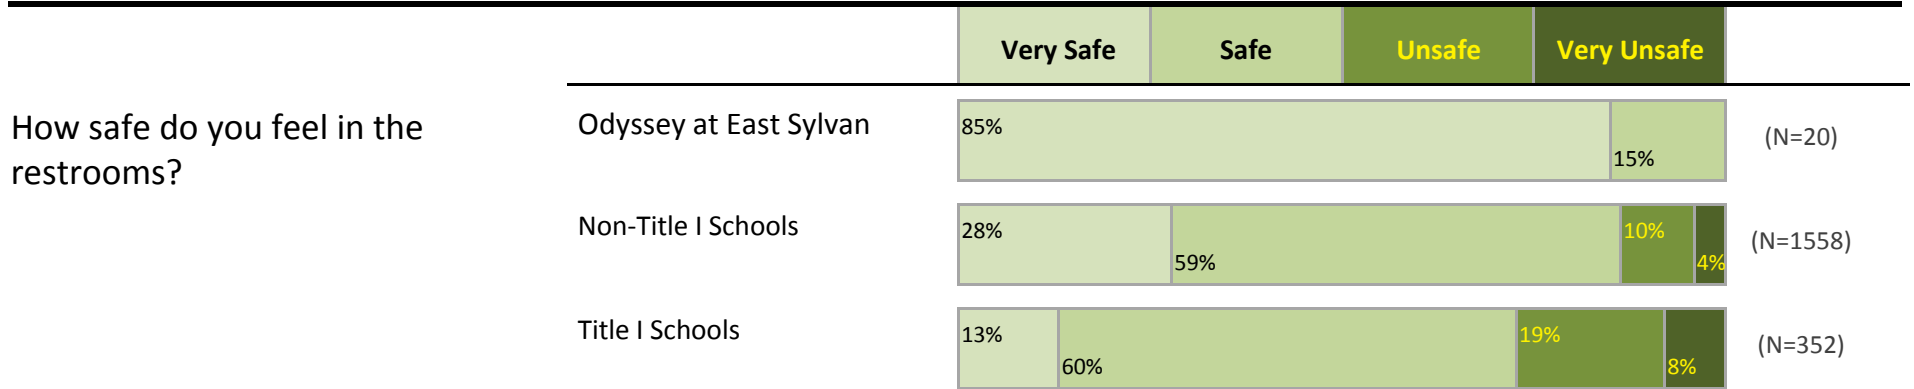 Very Safe Safe Unsafe Very Unsafe
How safe do you feel in the
restrooms?
Odyssey at East Sylvan
85%
15%
(N=20)
Non-Title I Schools
28%
59%
10%
4%
(N=1558)
Title I Schools
13%
60%
19%
8%
(N=352)